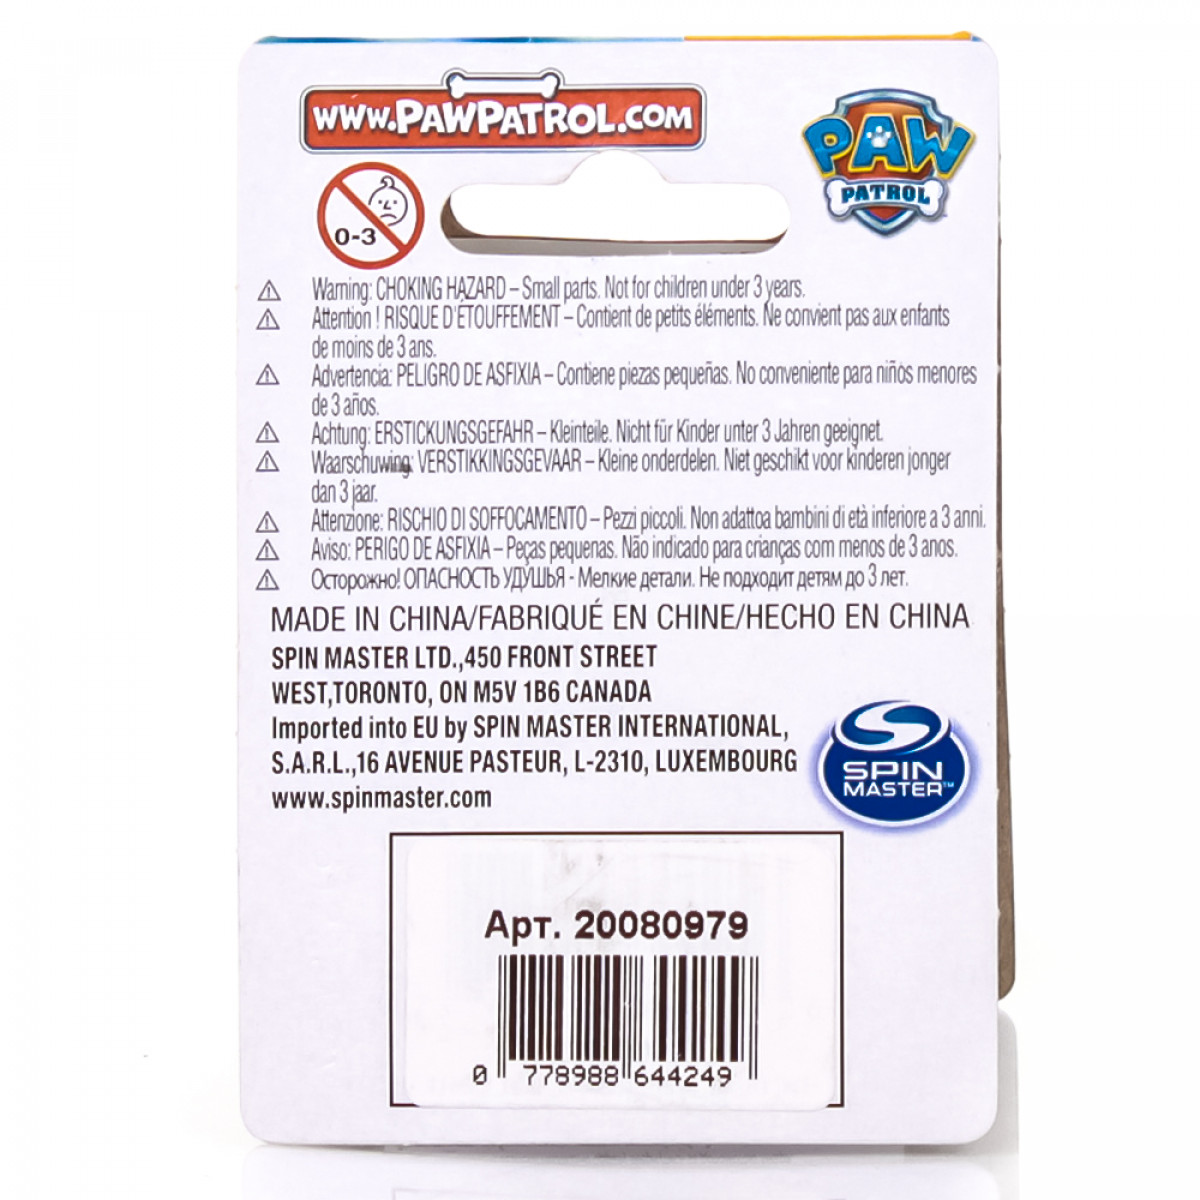 WWW.PAWPATROL.COM
PAW
PATROL
0-3
Warning: CHOKING HAZARD – Small parts. Not for children under 3 years.
Attention ! RISQUE D'ÉTOUFFEMENT – Contient de petits éléments. Ne convient pas aux enfants
de moins de 3 ans.
Advertencia: PELIGRO DE ASFIXIA – Contiene piezas pequeñas. No conveniente para niños menores
de 3 años.
Achtung: ERSTICKUNGSGEFAHR – Kleinteile. Nicht für Kinder unter 3 Jahren geeignet.
Waarschuwing: VERSTIKKINGSGEVAAR – Kleine onderdelen. Niet geschikt voor kinderen jonger
dan 3 jaar.
Attenzione: RISCHIO DI SOFFOCAMENTO – Pezzi piccoli. Non adattoa bambini di età inferiore a 3 anni.
Aviso: PERIGO DE ASFIXIA – Peças pequenas. Não indicado para crianças com menos de 3 anos.
Осторожно! ОПАСНОСТЬ УДУШЬЯ - Мелкие детали. Не подходит детям до 3 лет.
MADE IN CHINA/FABRIQUÉ EN CHINE/HECHO EN CHINA
SPIN MASTER LTD.,450 FRONT STREET
WEST,TORONTO, ON M5V 1B6 CANADA
Imported into EU by SPIN MASTER INTERNATIONAL,
S.A.R.L.,16 AVENUE PASTEUR, L-2310, LUXEMBOURG
www.spinmaster.com
SPIN
MASTER™
Арт. 20080979
0 778988 644249